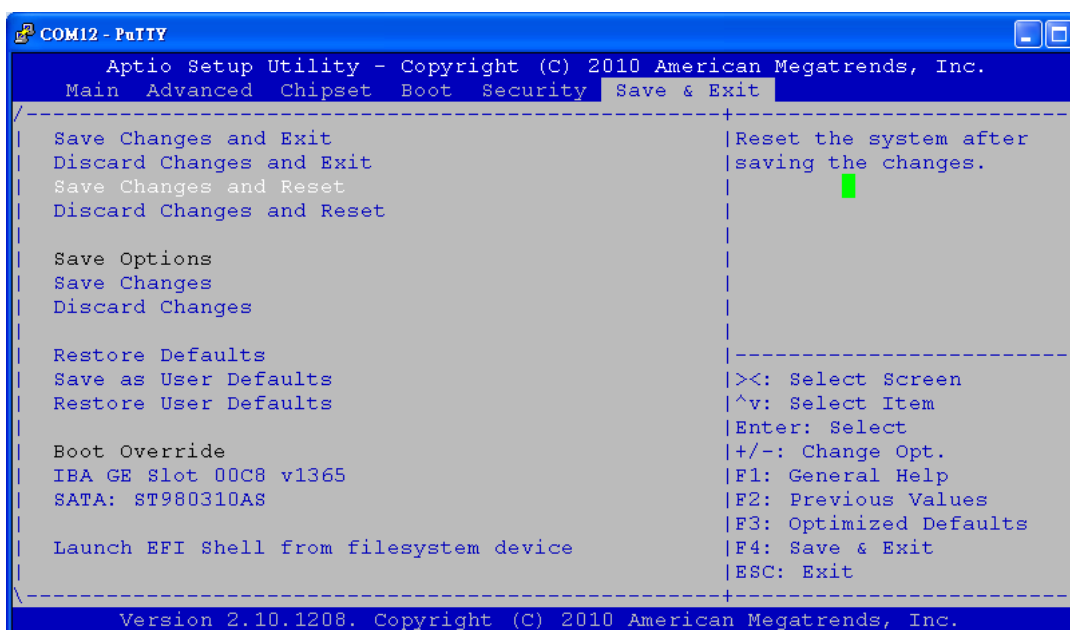 COM12 - PuTTY
Aptio Setup Utility - Copyright (C) 2010 American Megatrends, Inc.
Main Advanced Chipset Boot Security Save & Exit
Save Changes and Exit
Discard Changes and Exit
Save Changes and Reset
Discard Changes and Reset
Save Options
Save Changes
Discard Changes
Restore Defaults
Save as User Defaults
Restore User Defaults
Boot Override
IBA GE Slot 00C8 v1365
SATA: ST980310AS
Launch EFI Shell from filesystem device
Reset the system after
saving the changes.
><: Select Screen
^v: Select Item
Enter: Select
+/-: Change Opt.
F1: General Help
F2: Previous Values
F3: Optimized Defaults
F4: Save & Exit
ESC: Exit
Version 2.10.1208. Copyright (C) 2010 American Megatrends, Inc.